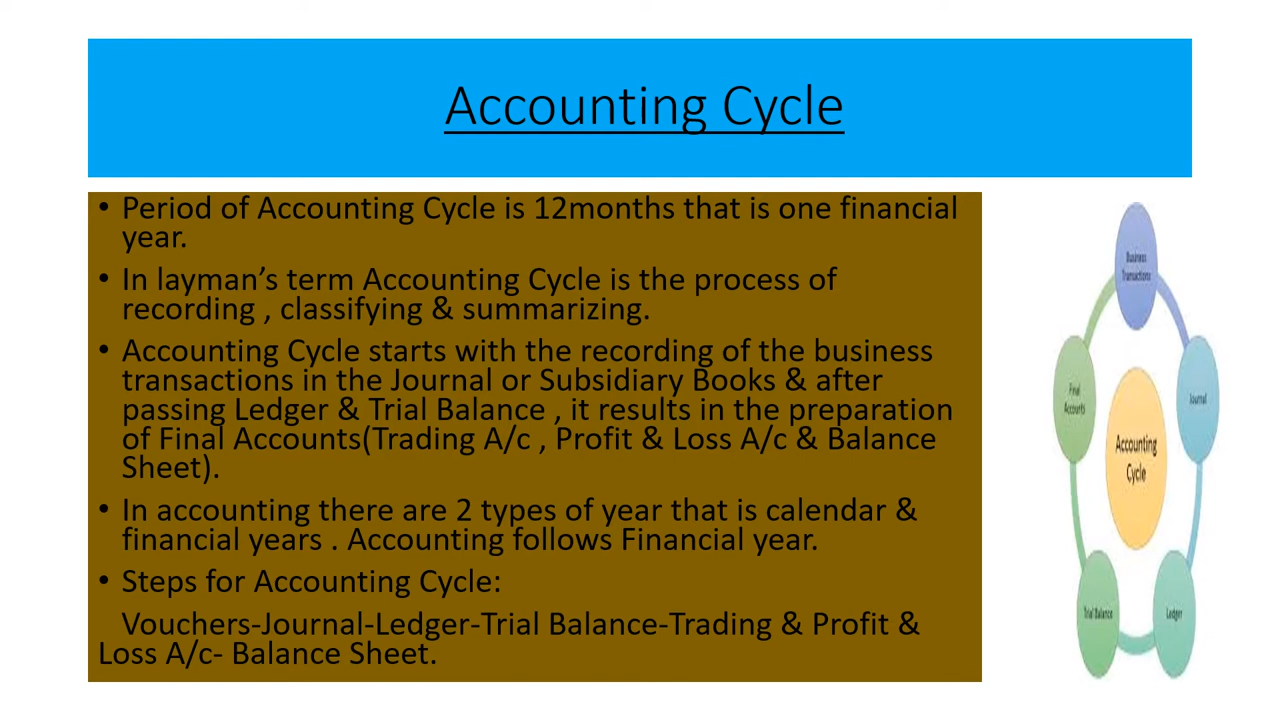 Accounting Cycle
• Period of Accounting Cycle is 12months that is one financial
year.
• In layman’s term Accounting Cycle is the process of
recording , classifying & summarizing.
• Accounting Cycle starts with the recording of the business
transactions in the Journal or Subsidiary Books & after
passing Ledger & Trial Balance , it results in the preparation
of Final Accounts(Trading A/c , Profit & Loss A/c & Balance
Sheet).
• In accounting there are 2 types of year that is calendar &
financial years . Accounting follows Financial year.
• Steps for Accounting Cycle:
Vouchers-Journal-Ledger-Trial Balance-Trading & Profit &
Loss A/c- Balance Sheet.
Business
Transactions
Journal
Ledger
Trial Balance
Final
Accounts
Accounting
Cycle